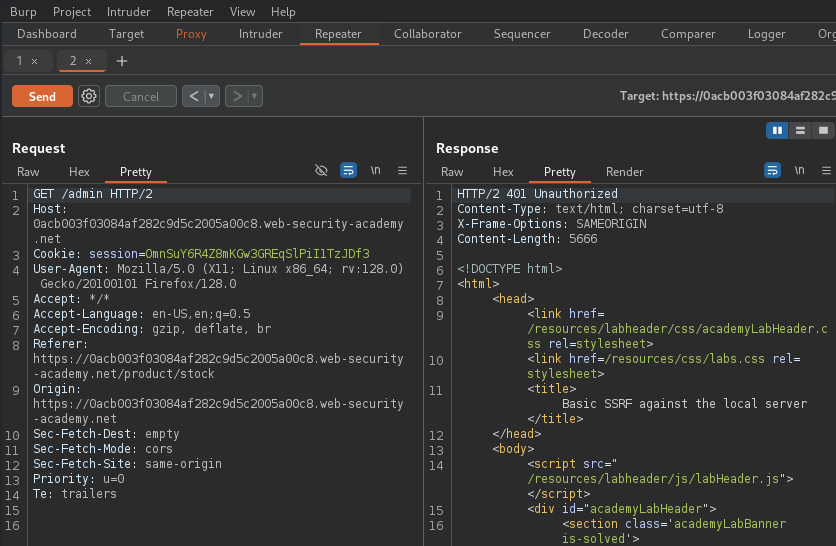 Burp Project Intruder Repeater View Help
Dashboard Target Proxy Intruder Repeater Collaborator Sequencer Decoder Comparer Logger Org
1 × 2 × +
Send Cancel < ▾ > ▾ Target: https://0acb003f03084af282c9
Request
Raw Hex Pretty \n
1 GET /admin HTTP/2
2 Host:
0acb003f03084af282c9d5c2005a00c8.web-security-academy
.net
3 Cookie: session=OmnSuY6R4Z8mKGw3GREqSlPiI1TzJDf3
4 User-Agent: Mozilla/5.0 (X11; Linux x86_64; rv:128.0)
Gecko/20100101 Firefox/128.0
5 Accept: */*
6 Accept-Language: en-US,en;q=0.5
7 Accept-Encoding: gzip, deflate, br
8 Referer:
https://0acb003f03084af282c9d5c2005a00c8.web-security
-academy.net/product/stock
9 Origin:
https://0acb003f03084af282c9d5c2005a00c8.web-security
-academy.net
10 Sec-Fetch-Dest: empty
11 Sec-Fetch-Mode: cors
12 Sec-Fetch-Site: same-origin
13 Priority: u=0
14 Te: trailers
15
16
Response
Raw Hex Pretty Render \n
1 HTTP/2 401 Unauthorized
2 Content-Type: text/html; charset=utf-8
3 X-Frame-Options: SAMEORIGIN
4 Content-Length: 5666
5
6 <!DOCTYPE html>
7 <html>
8 <head>
9 <link href=
/resources/labheader/css/academyLabHeader.c
ss rel=stylesheet>
10 <link href=/resources/css/labs.css rel=
stylesheet>
11 <title>
Basic SSRF against the local server
</title>
12 </head>
13 <body>
14 <script src="
/resources/labheader/js/labHeader.js">
</script>
15 <div id="academyLabHeader">
16 <section class='academyLabBanner
is-solved'>